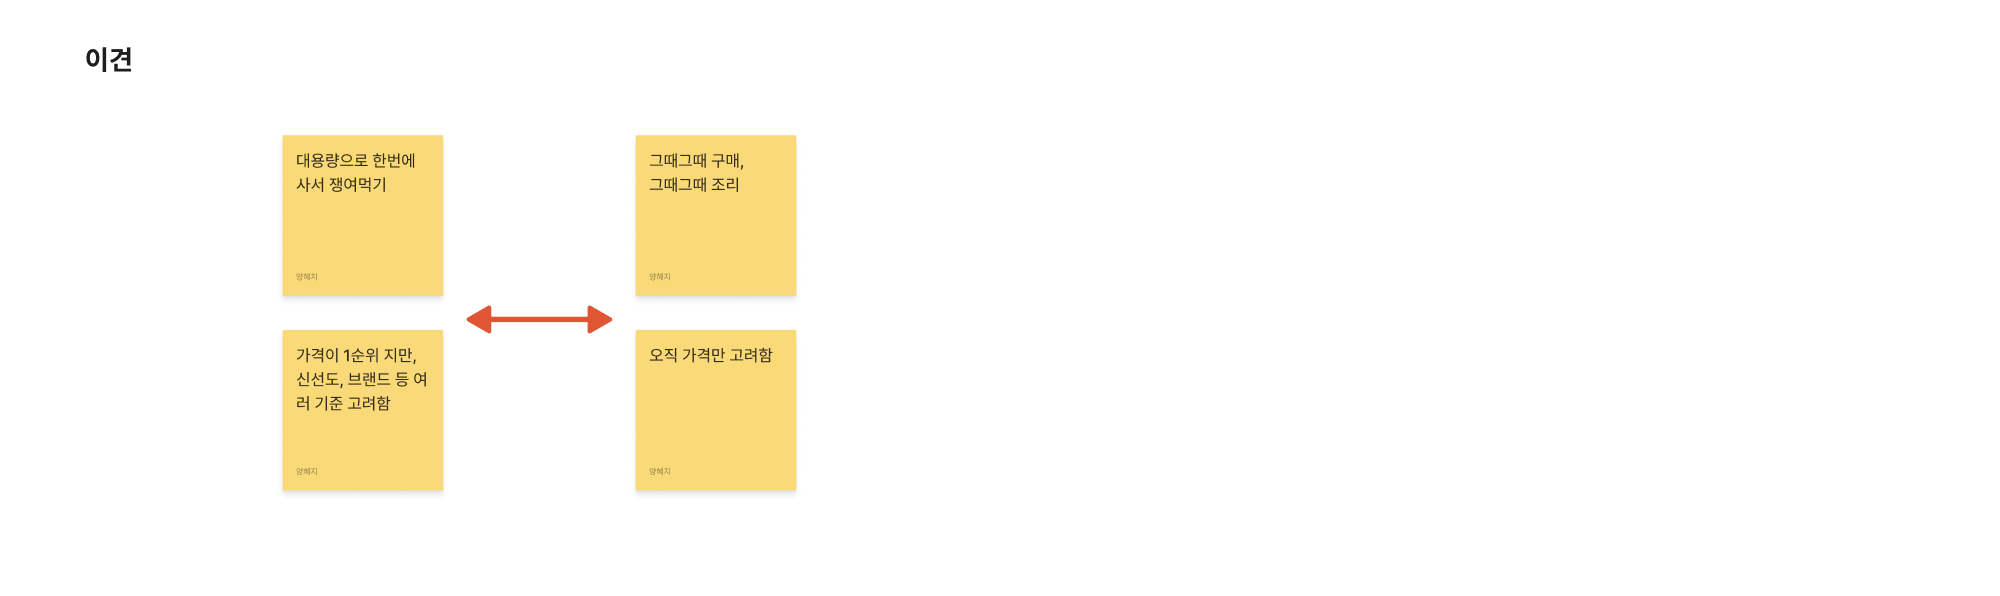 이견
대용량으로 한번에
사서 쟁여먹기
양혜지
그때그때 구매,
그때그때 조리
양혜지
가격이 1순위 지만,
신선도, 브랜드 등 여
러 기준 고려함
양혜지
오직 가격만 고려함
양혜지